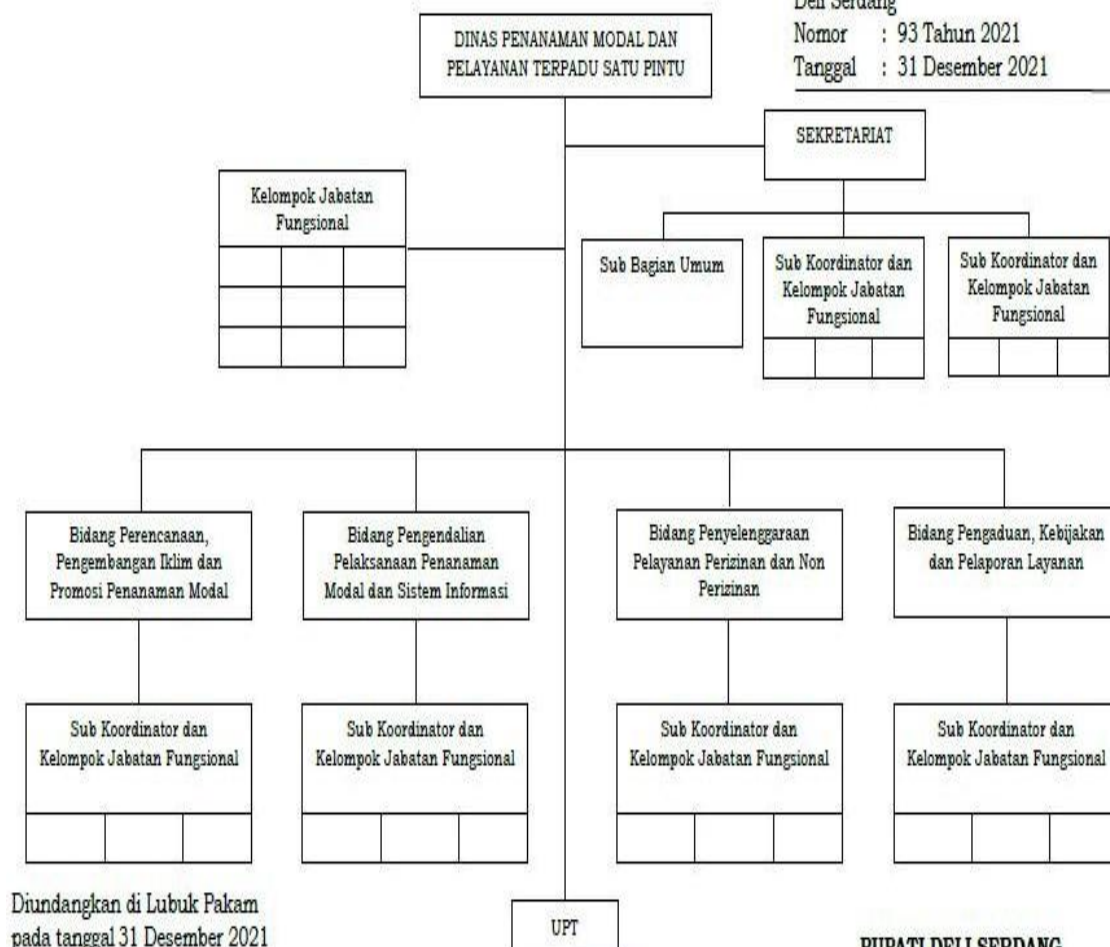 Deli Serdang
Nomor : 93 Tahun 2021
Tanggal : 31 Desember 2021
DINAS PENANAMAN MODAL DAN
PELAYANAN TERPADU SATU PINTU
SEKRETARIAT
Kelompok Jabatan
Fungsional
Sub Bagian Umum
Sub Koordinator dan
Kelompok Jabatan
Fungsional
Sub Koordinator dan
Kelompok Jabatan
Fungsional
Bidang Perencanaan,
Pengembangan Iklim dan
Promosi Penanaman Modal
Bidang Pengendalian
Pelaksanaan Penanaman
Modal dan Sistem Informasi
Bidang Penyelenggaraan
Pelayanan Perizinan dan Non
Perizinan
Bidang Pengaduan, Kebijakan
dan Pelaporan Layanan
Sub Koordinator dan
Kelompok Jabatan Fungsional
Sub Koordinator dan
Kelompok Jabatan Fungsional
Sub Koordinator dan
Kelompok Jabatan Fungsional
Sub Koordinator dan
Kelompok Jabatan Fungsional
Diundangkan di Lubuk Pakam
pada tanggal 31 Desember 2021
UPT
BUPATI DELI SERDANG